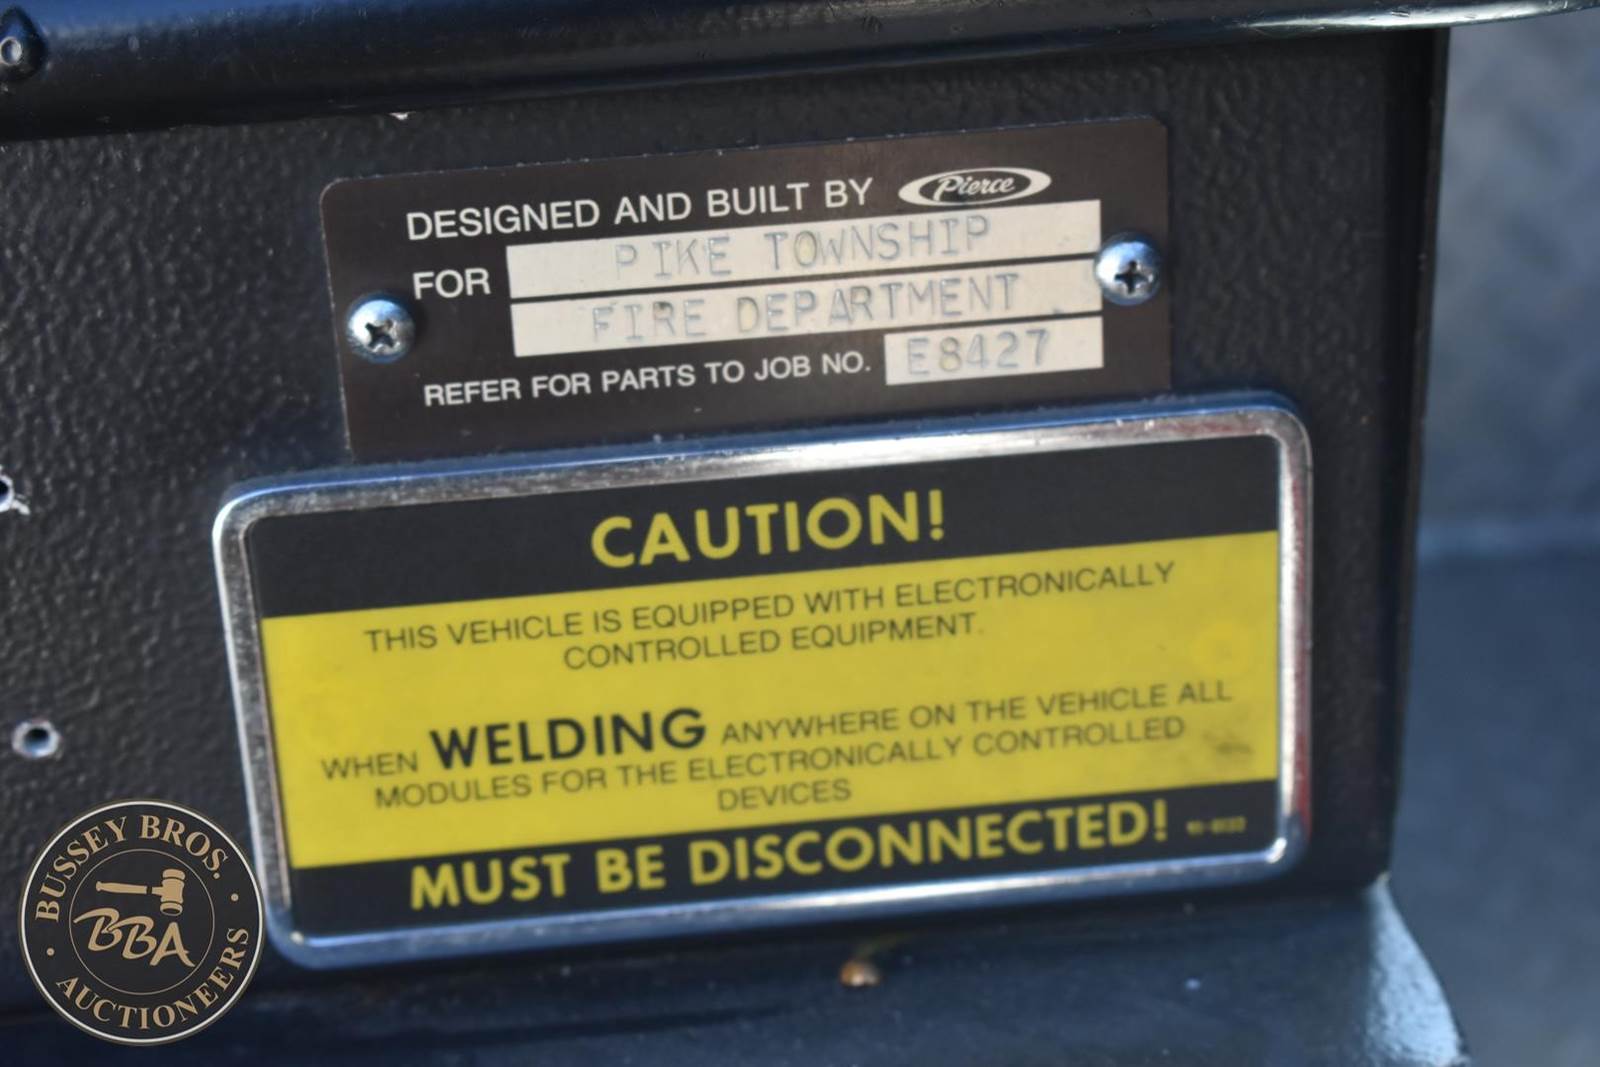 DESIGNED AND BUILT BY Pierce
FOR PIKE TOWNSHIP
FIRE DEPARTMENT
REFER FOR PARTS TO JOB NO. E8427
CAUTION!
THIS VEHICLE IS EQUIPPED WITH ELECTRONICALLY
CONTROLLED EQUIPMENT.
WHEN WELDING ANYWHERE ON THE VEHICLE ALL
MODULES FOR THE ELECTRONICALLY CONTROLLED
DEVICES
MUST BE DISCONNECTED!
BUSSEY BROS.
BBA
AUCTIONEERS